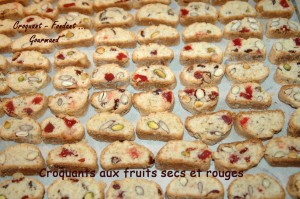 Croquant - Fondant ...
Gourmand"
Croquants aux fruits secs et rouges